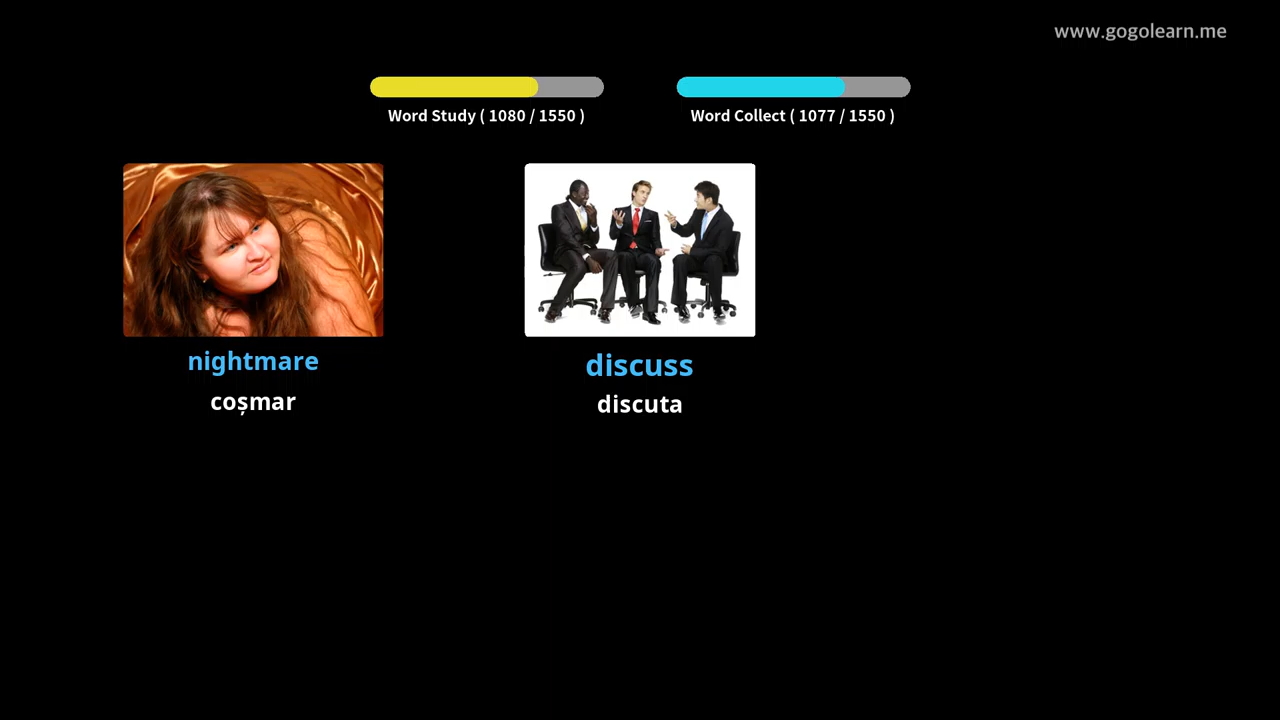 www.gogolearn.me
Word Study ( 1080 / 1550 )
Word Collect ( 1077 / 1550 )
nightmare
coșmar
discuss
discuta